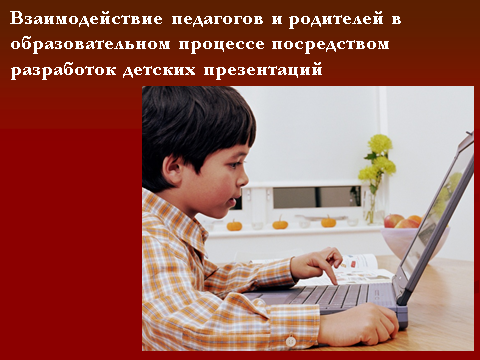 Взаимодействие педагогов и родителей в
образовательном процессе посредством
разработок детских презентаций